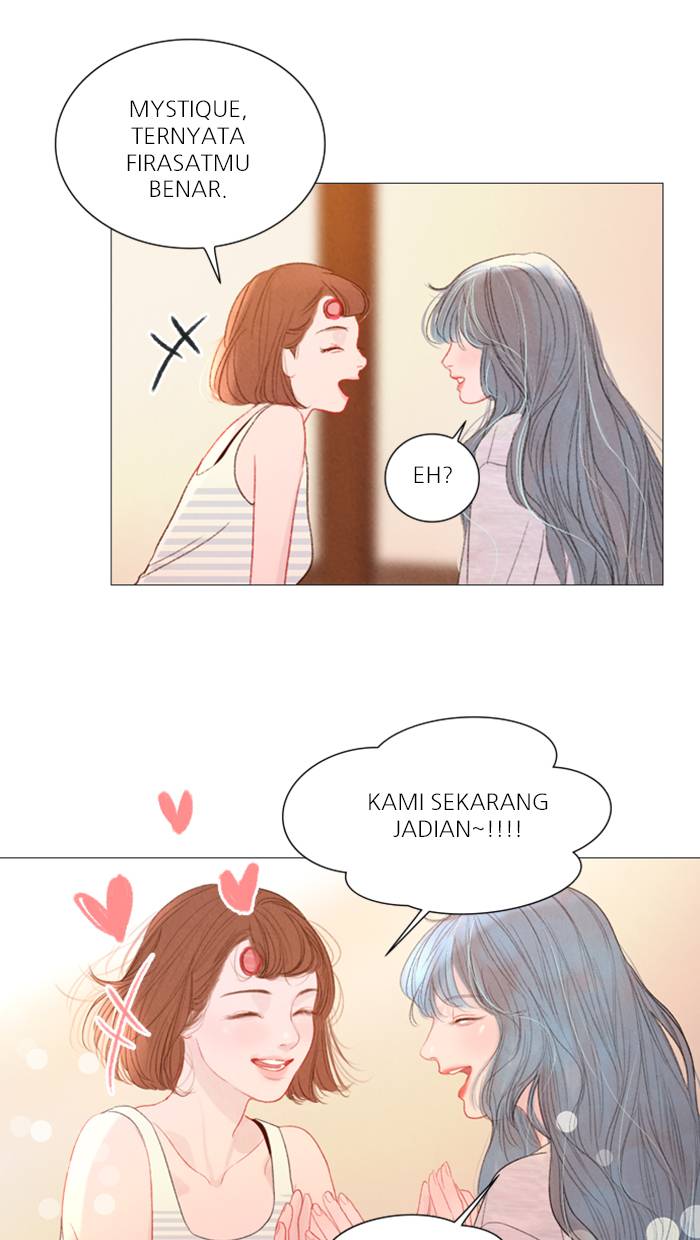 MYSTIQUE,
TERNYATA
FIRASATMU
BENAR.
EH?
KAMI SEKARANG
JADIAN~!!!!